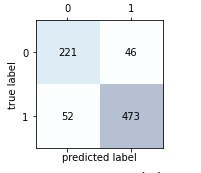 0 1
0 221 46
1 52 473
true label
predicted label